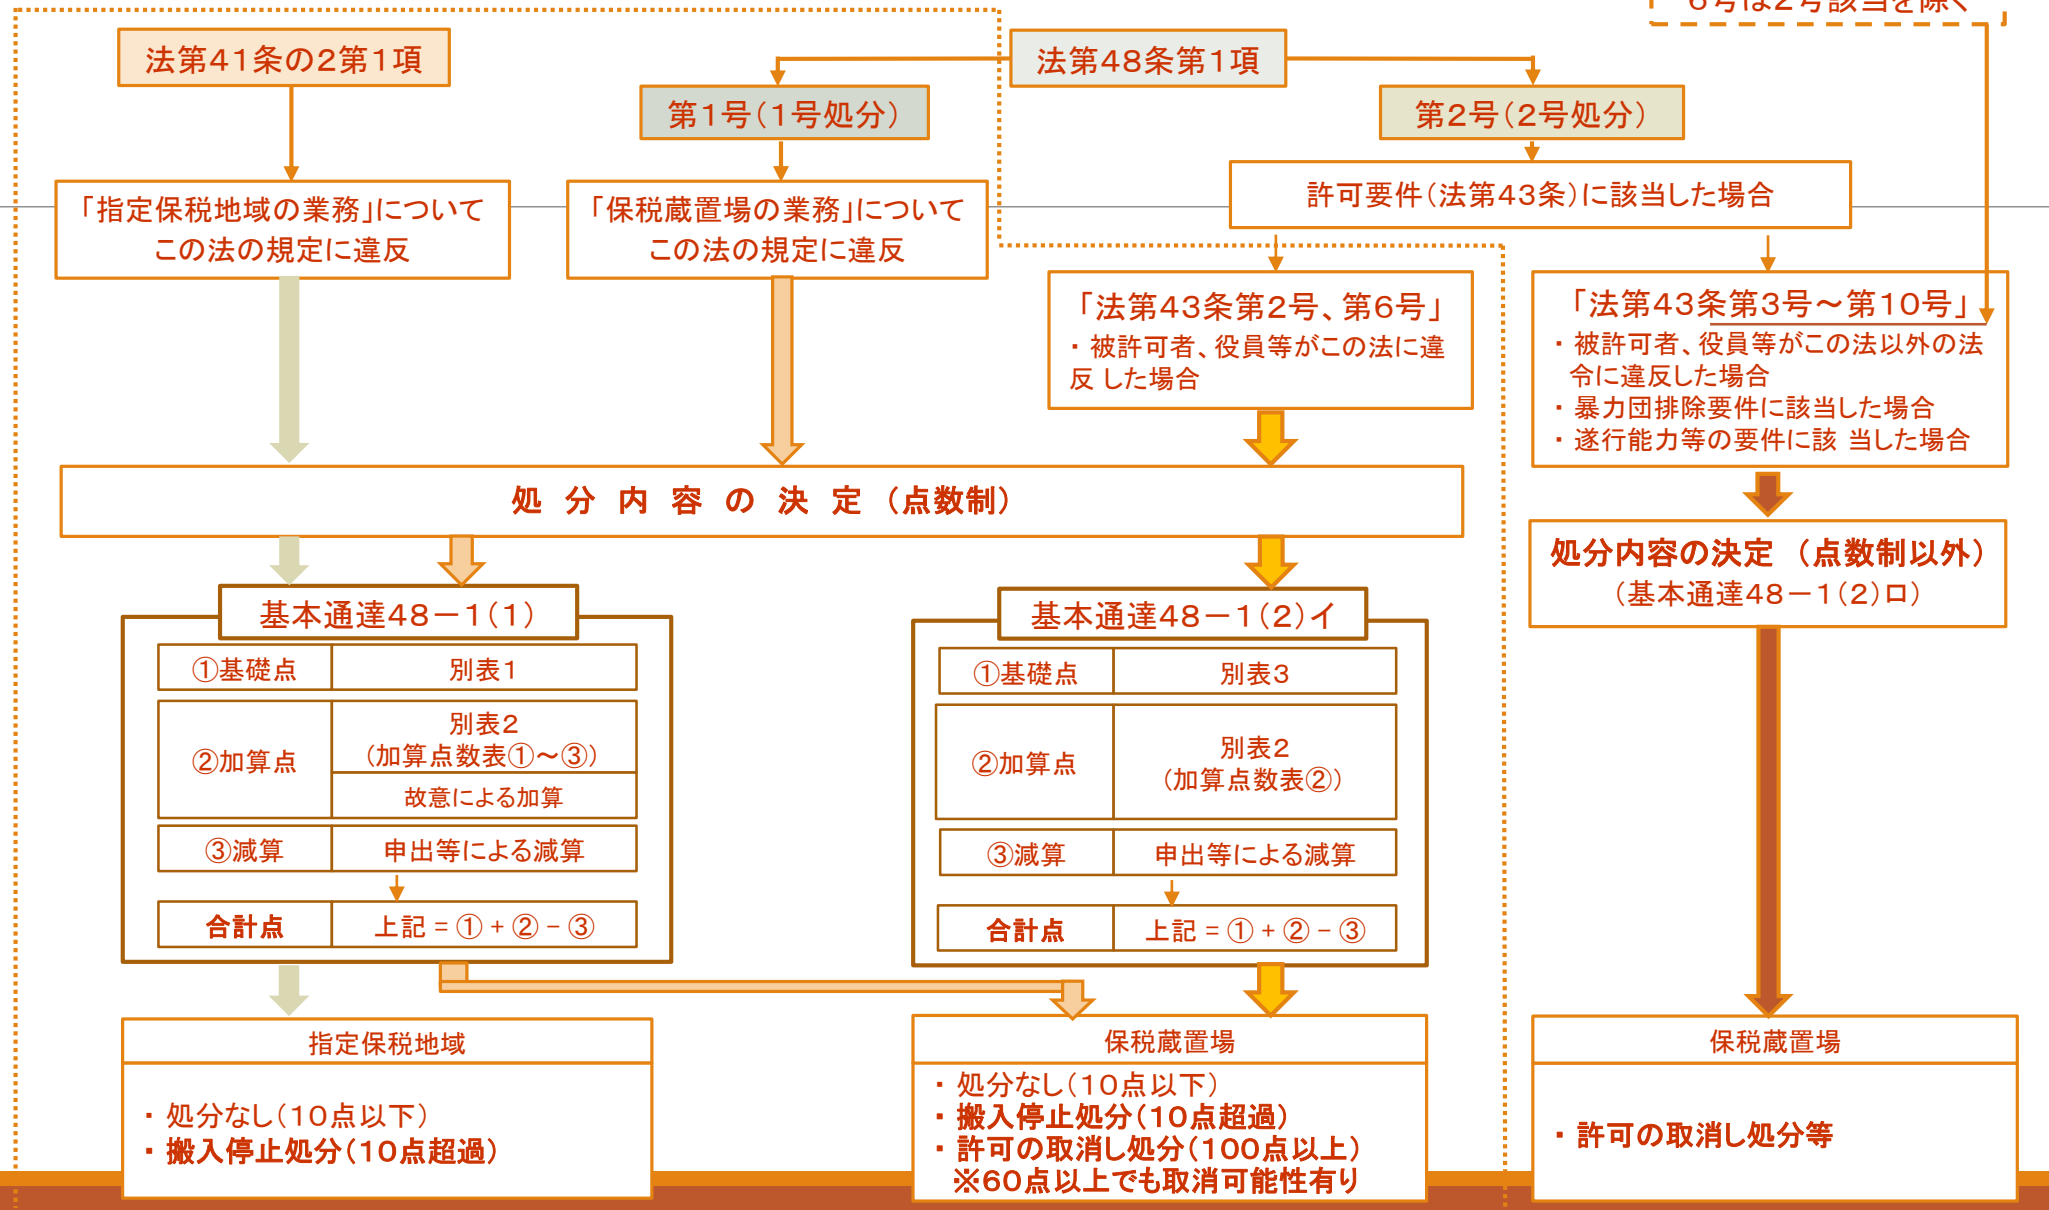 6号は2号該当を除く
法第41条の2第1項
法第48条第1項
第1号（1号処分）
第2号（2号処分）
「指定保税地域の業務」について
この法の規定に違反
「保税蔵置場の業務」について
この法の規定に違反
許可要件（法第43条）に該当した場合
「法第43条第2号、第6号」
・被許可者、役員等がこの法に違
反 した場合
「法第43条第3号～第10号」
・被許可者、役員等がこの法以外の法
令に違反した場合
・暴力団排除要件に該当した場合
・遂行能力等の要件に該 当した場合
処 分 内 容 の 決 定 （点数制）
処分内容の決定 （点数制以外）
（基本通達48－1（2）ロ）
基本通達48－1（1）
①基礎点 別表1
②加算点
別表2
（加算点数表①～③）
故意による加算
③減算 申出等による減算
合計点 上記 = ① + ② − ③
基本通達48－1（2）イ
①基礎点 別表3
②加算点
別表2
（加算点数表②）
③減算 申出等による減算
合計点 上記 = ① + ② − ③
指定保税地域
・処分なし（10点以下）
・搬入停止処分（10点超過）
保税蔵置場
・処分なし（10点以下）
・搬入停止処分（10点超過）
・許可の取消し処分（100点以上）
※60点以上でも取消可能性有り
保税蔵置場
・許可の取消し処分等